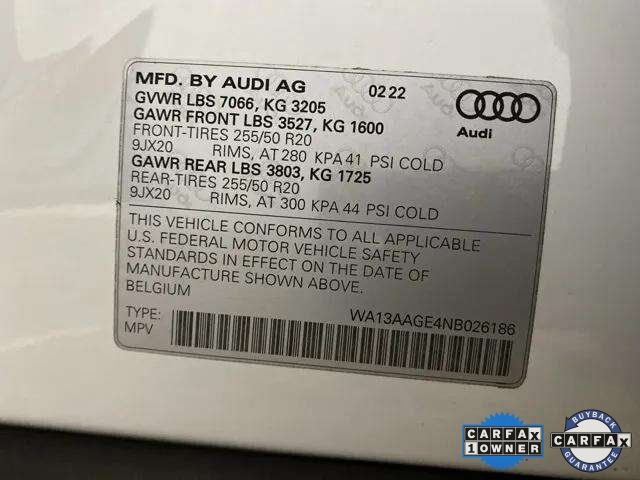 MFD. BY AUDI AG 02 22
GVWR LBS 7066, KG 3205
GAWR FRONT LBS 3527, KG 1600
FRONT-TIRES 255/50 R20
9JX20 RIMS, AT 280 KPA 41 PSI COLD
GAWR REAR LBS 3803, KG 1725
REAR-TIRES 255/50 R20
9JX20 RIMS, AT 300 KPA 44 PSI COLD
Audi
THIS VEHICLE CONFORMS TO ALL APPLICABLE
U.S. FEDERAL MOTOR VEHICLE SAFETY
STANDARDS IN EFFECT ON THE DATE OF
MANUFACTURE SHOWN ABOVE.
BELGIUM
WA13AAGE4NB026186
TYPE:
MPV
CARFAX
1 OWNER
BUYBACK
CARFAX
GUARANTEE